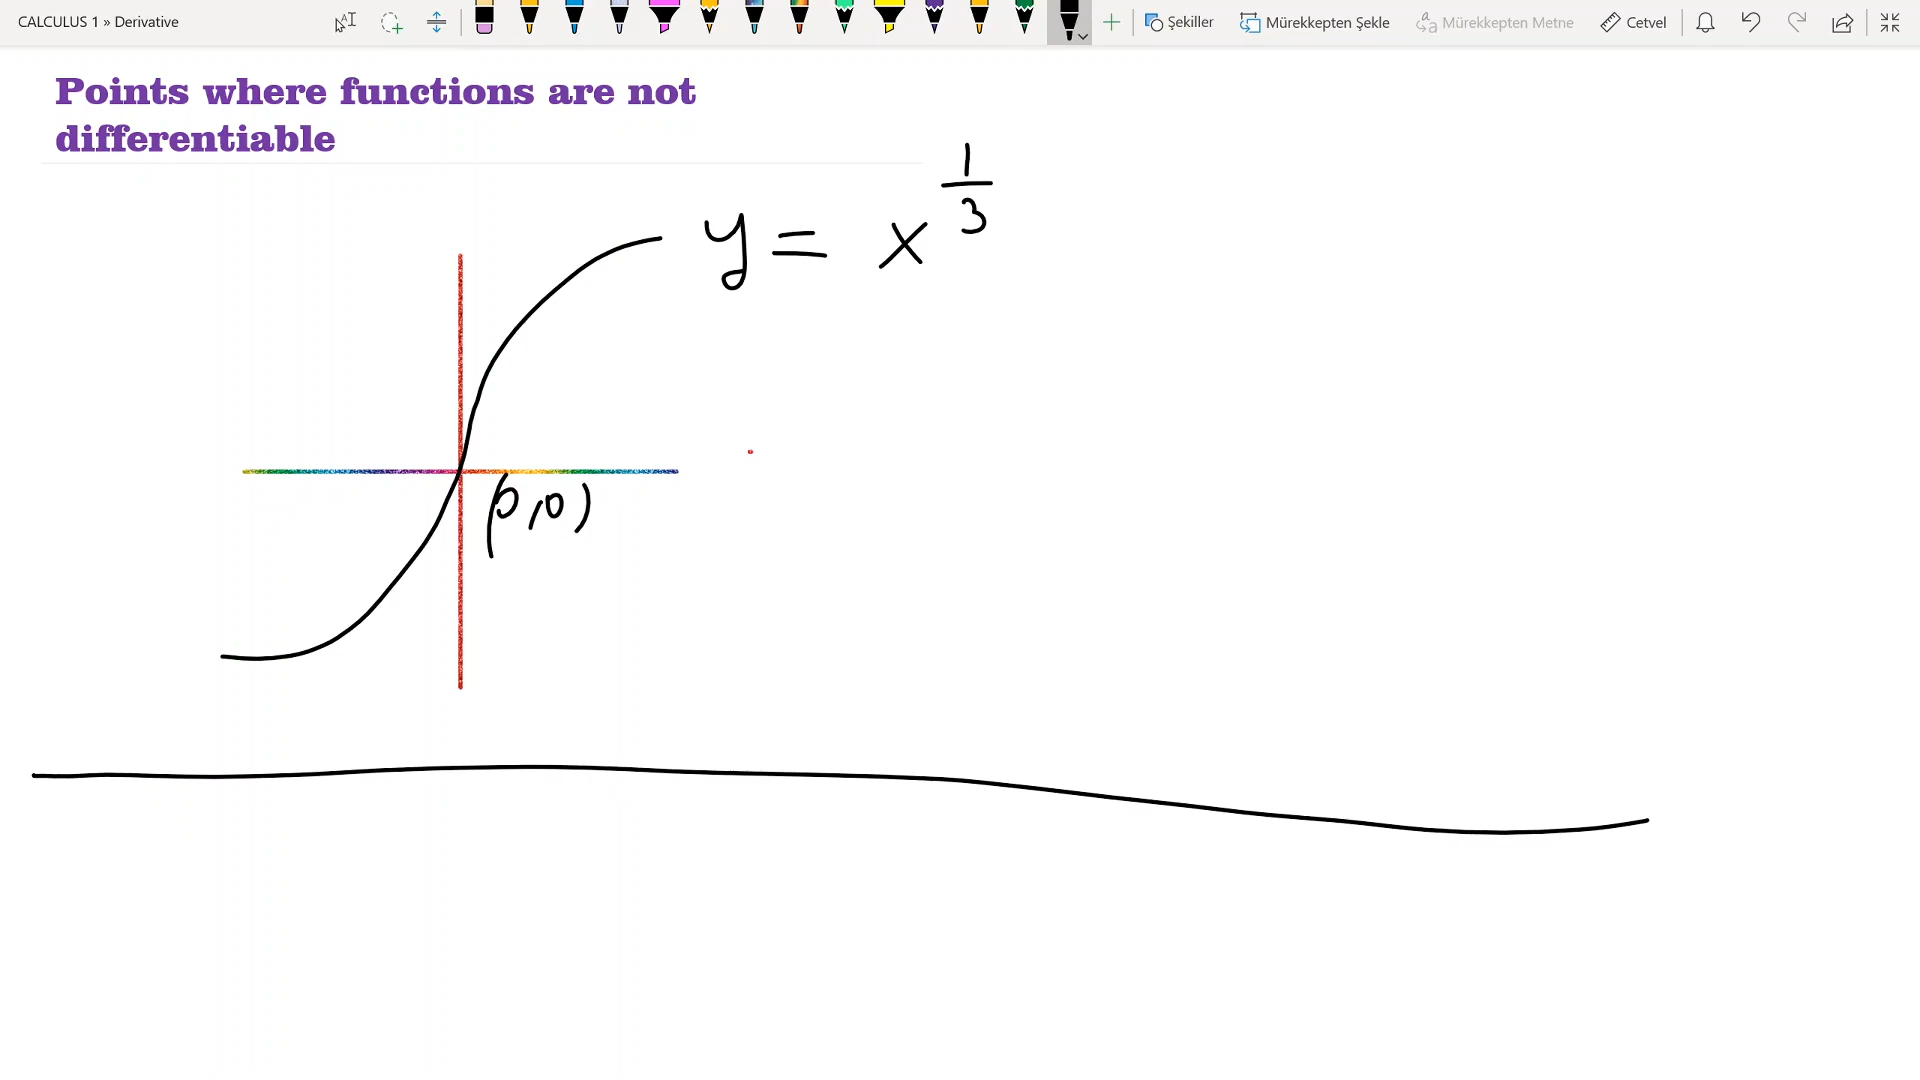 CALCULUS 1 » Derivative
Şekiller
Mürekkepten Şekle
Mürekkepten Metne
Cetvel
Points where functions are not
differentiable
y = x^{\frac{1}{3}}
(0,0)